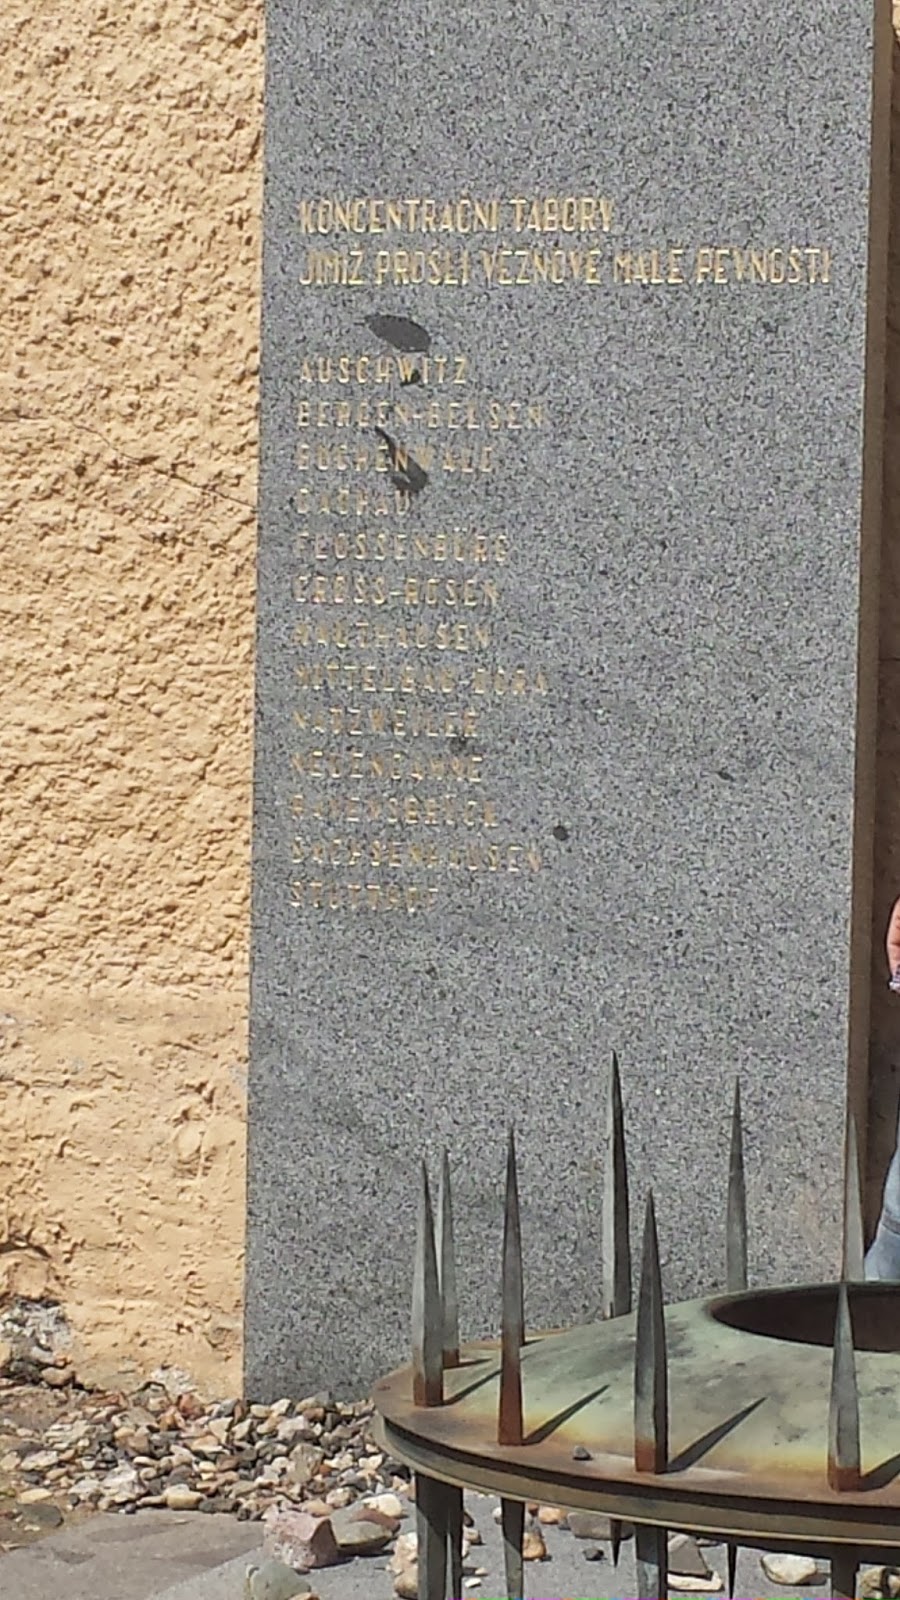 KONCENTRAČNÍ TÁBORY
JIMIŽ PROŠLI VĚZŇOVÉ MALÉ PEVNOSTI
AUSCHWITZ
BERGEN-BELSEN
BUCHENWALD
DACHAU
FLOSSENBÜRG
GROSS-ROSEN
MAUTHAUSEN
MITTELBAU-DORA
NATZWEILER
NEUENGAMME
RAVENSBRÜCK
SACHSENHAUSEN
STUTTHOF